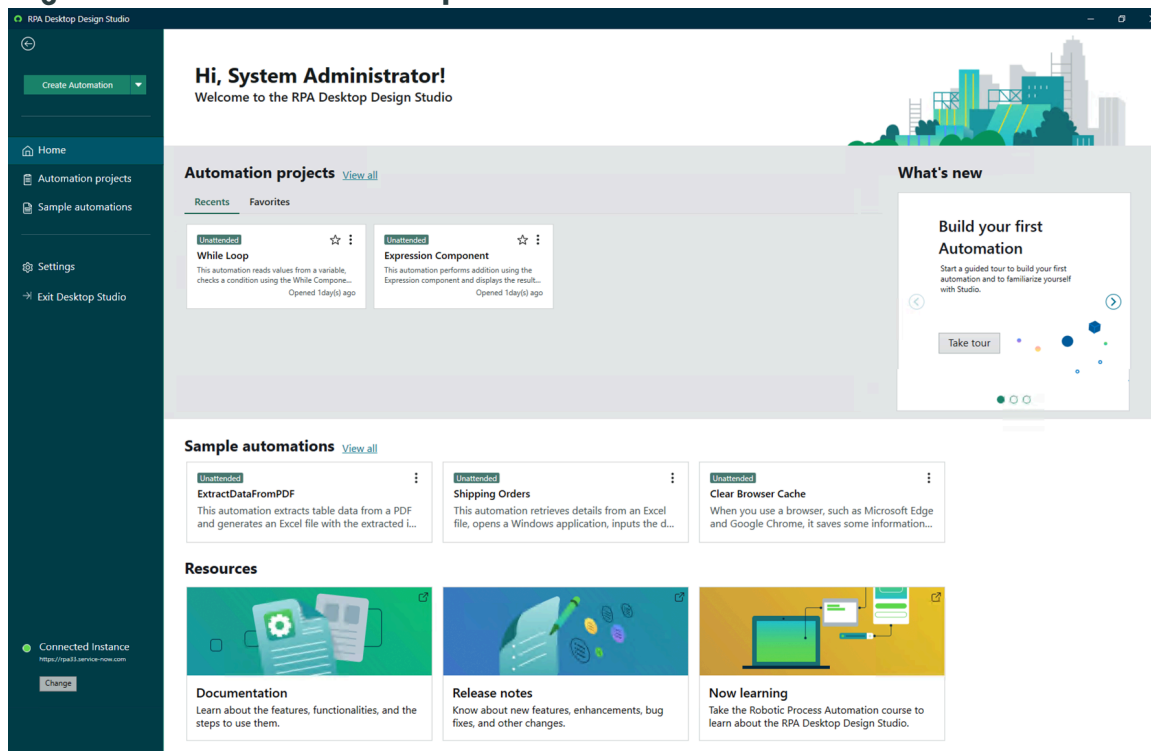 RPA Desktop Design Studio
Create Automation
Home
Automation projects
Sample automations
Settings
Exit Desktop Studio
Connected Instance
https://rpa33.service-now.com
Change
Hi, System Administrator!
Welcome to the RPA Desktop Design Studio
Automation projects View all
Recents Favorites
Unattended
While Loop
This automation reads values from a variable,
checks a condition using the While Compone...
Opened 1day(s) ago
Unattended
Expression Component
This automation performs addition using the
Expression component and displays the result...
Opened 1day(s) ago
What's new
Build your first
Automation
Start a guided tour to build your first
automation and to familiarize yourself
with Studio.
Take tour
Sample automations View all
Unattended
ExtractDataFromPDF
This automation extracts table data from a PDF
and generates an Excel file with the extracted i...
Unattended
Shipping Orders
This automation retrieves details from an Excel
file, opens a Windows application, inputs the d...
Unattended
Clear Browser Cache
When you use a browser, such as Microsoft Edge
and Google Chrome, it saves some information...
Resources
Documentation
Learn about the features, functionalities, and the
steps to use them.
Release notes
Know about new features, enhancements, bug
fixes, and other changes.
Now learning
Take the Robotic Process Automation course to
learn about the RPA Desktop Design Studio.